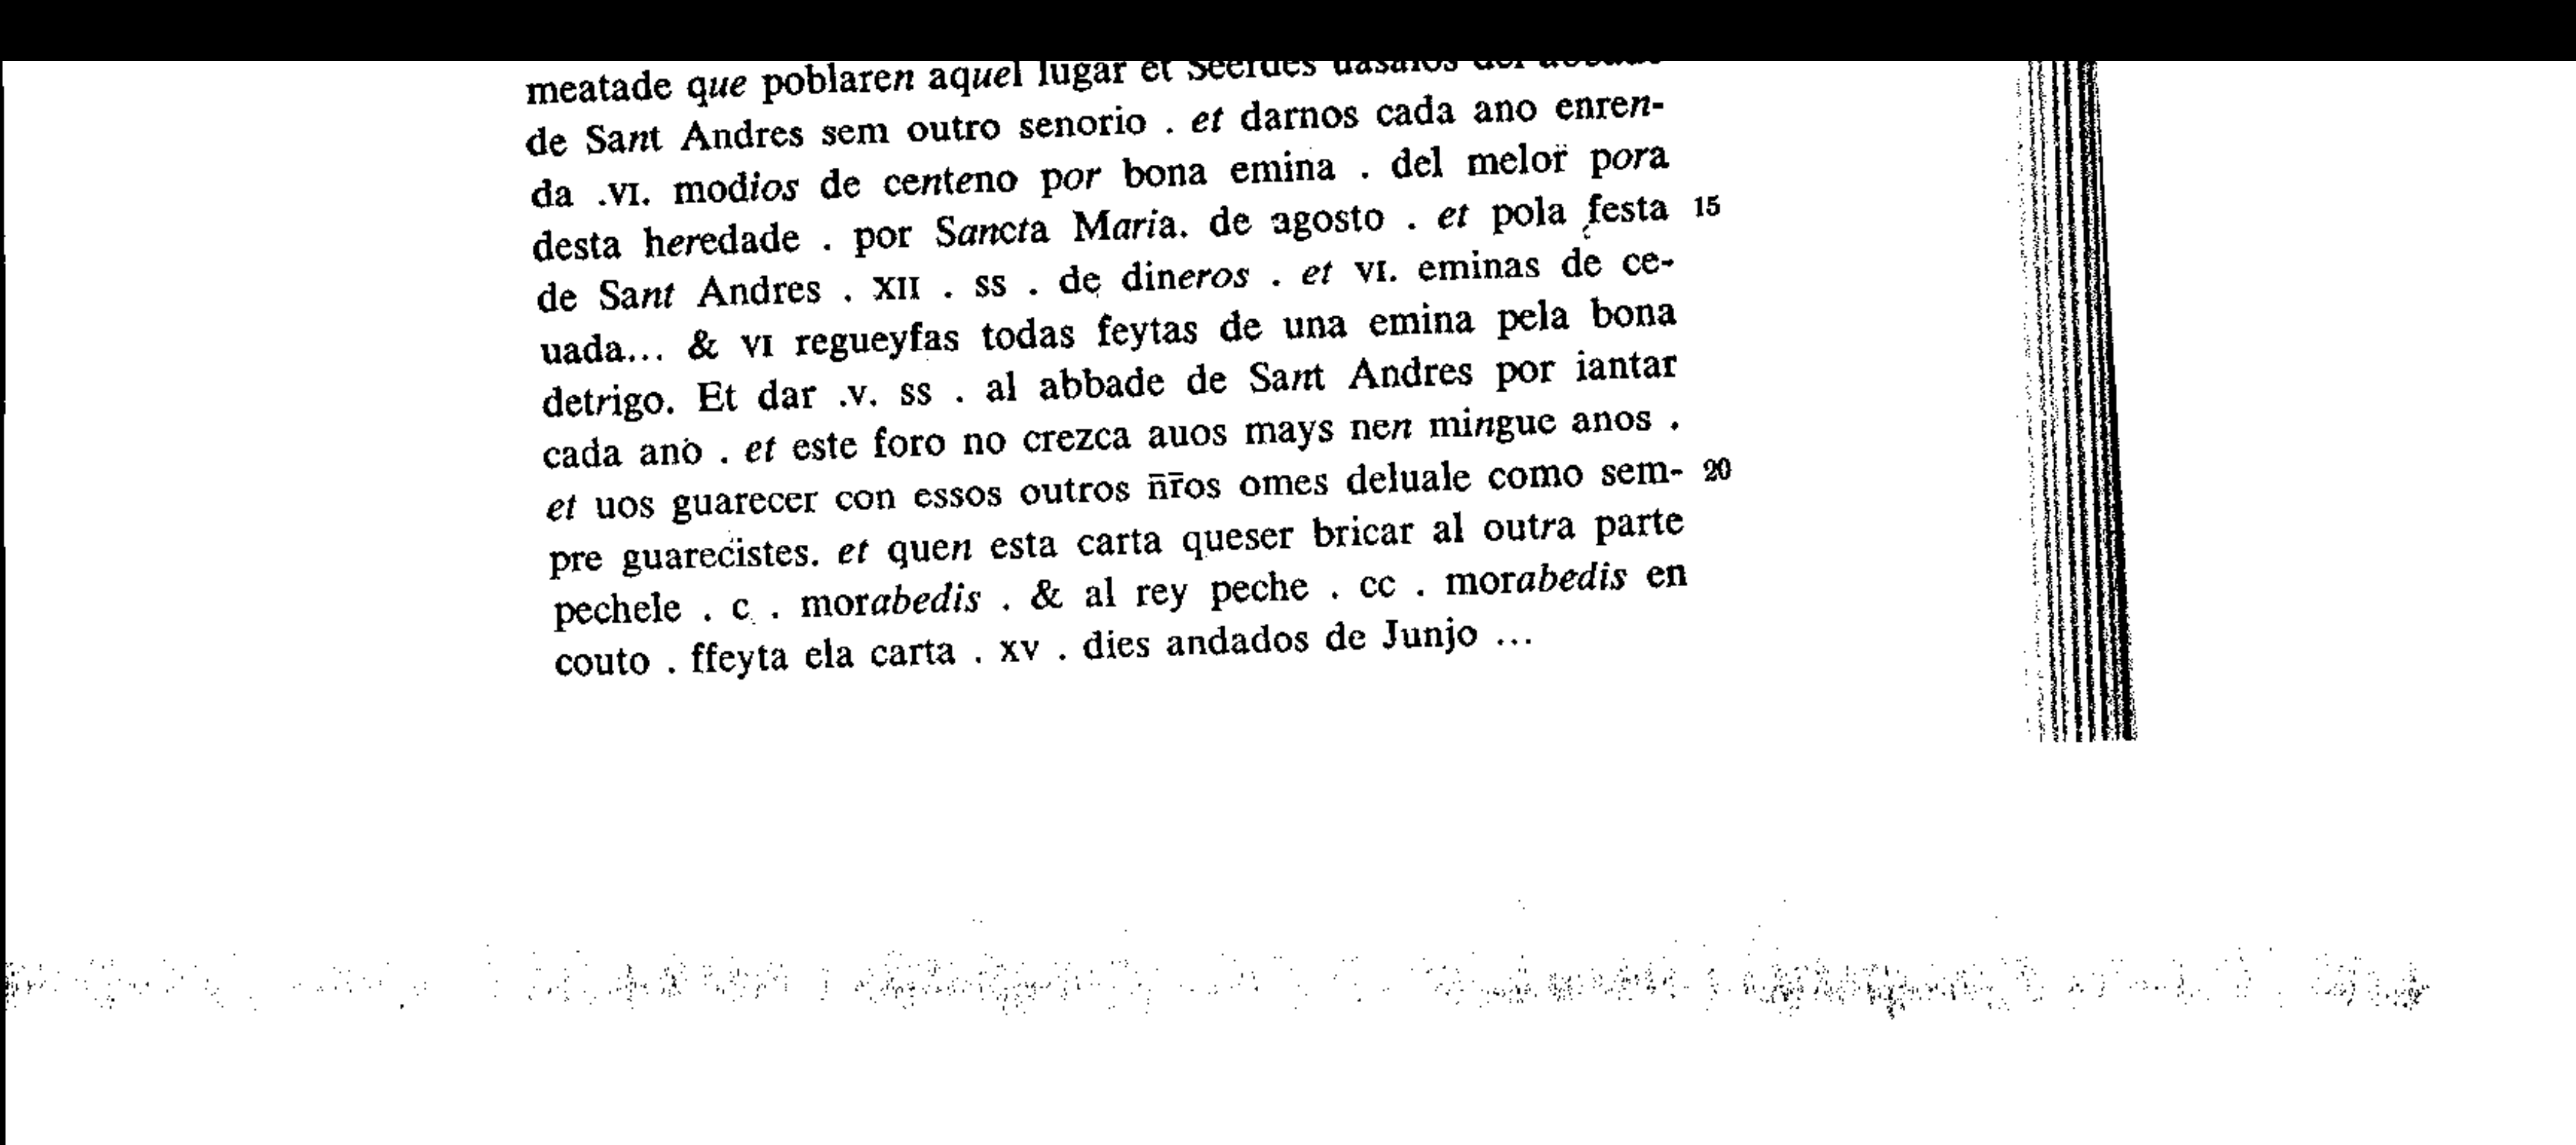 meatade que poblaren aquel lugar et Seerdes uasalos del abbade
de Sant Andres sem outro senorio . et darnos cada ano enren-
da .VI. modios de centeno por bona emina . del melor pora
desta heredade . por Sancta Maria. de agosto . et pola festa 15
de Sant Andres . XII . ss . de dineros . et VI. eminas de ce-
uada... & VI regueyfas todas feytas de una emina pela bona
detrigo. Et dar .v. ss . al abbade de Sant Andres por iantar
cada ano . et este foro no crezca auos mays nen mingue anos .
et uos guarecer con essos outros n̄r̄os omes deluale como sem- 20
pre guarecistes. et quen esta carta queser bricar al outra parte
pechele . c . morabedis . & al rey peche . cc . morabedis en
couto . ffeyta ela carta . xv . dies andados de Junjo ...